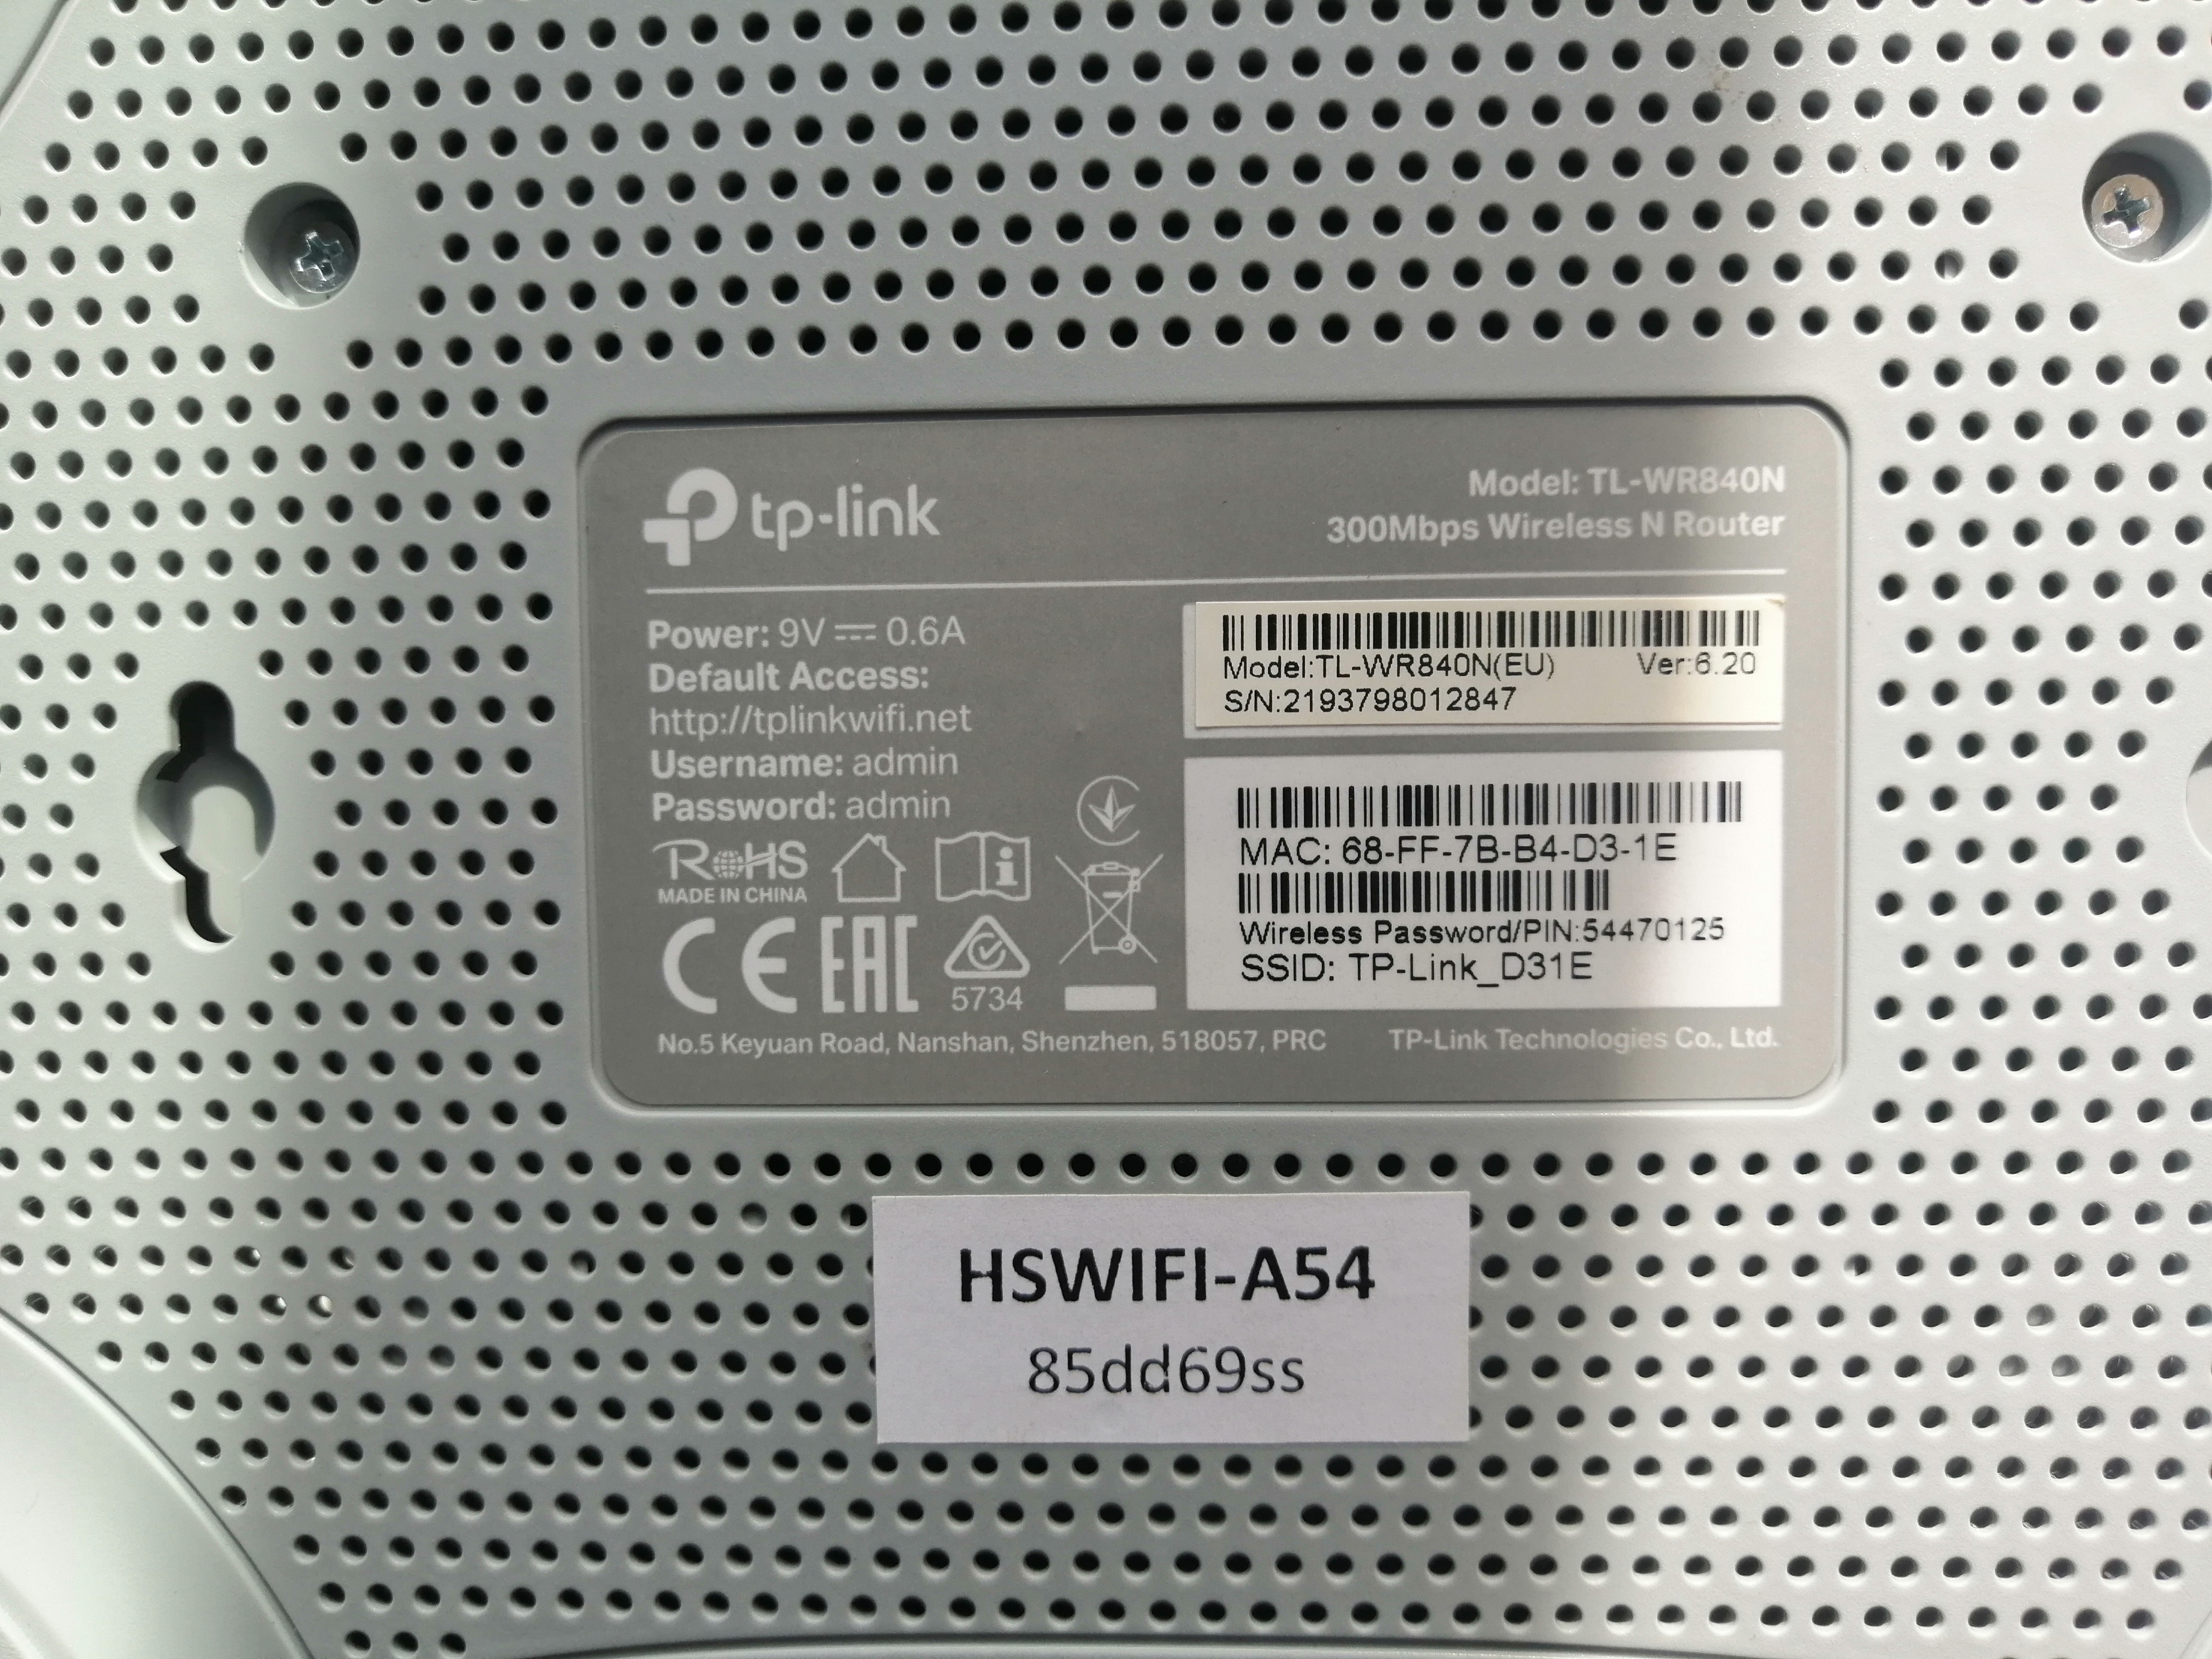 tp-link
Model: TL-WR840N
300Mbps Wireless N Router
Power: 9V ⎓ 0.6A
Default Access:
http://tplinkwifi.net
Username: admin
Password: admin
RoHS
MADE IN CHINA
CE EAC
5734
Model:TL-WR840N(EU) Ver:6.20
S/N:2193798012847
MAC: 68-FF-7B-B4-D3-1E
Wireless Password/PIN:54470125
SSID: TP-Link_D31E
No.5 Keyuan Road, Nanshan, Shenzhen, 518057, PRC TP-Link Technologies Co., Ltd.
HSWIFI-A54
85dd69ss